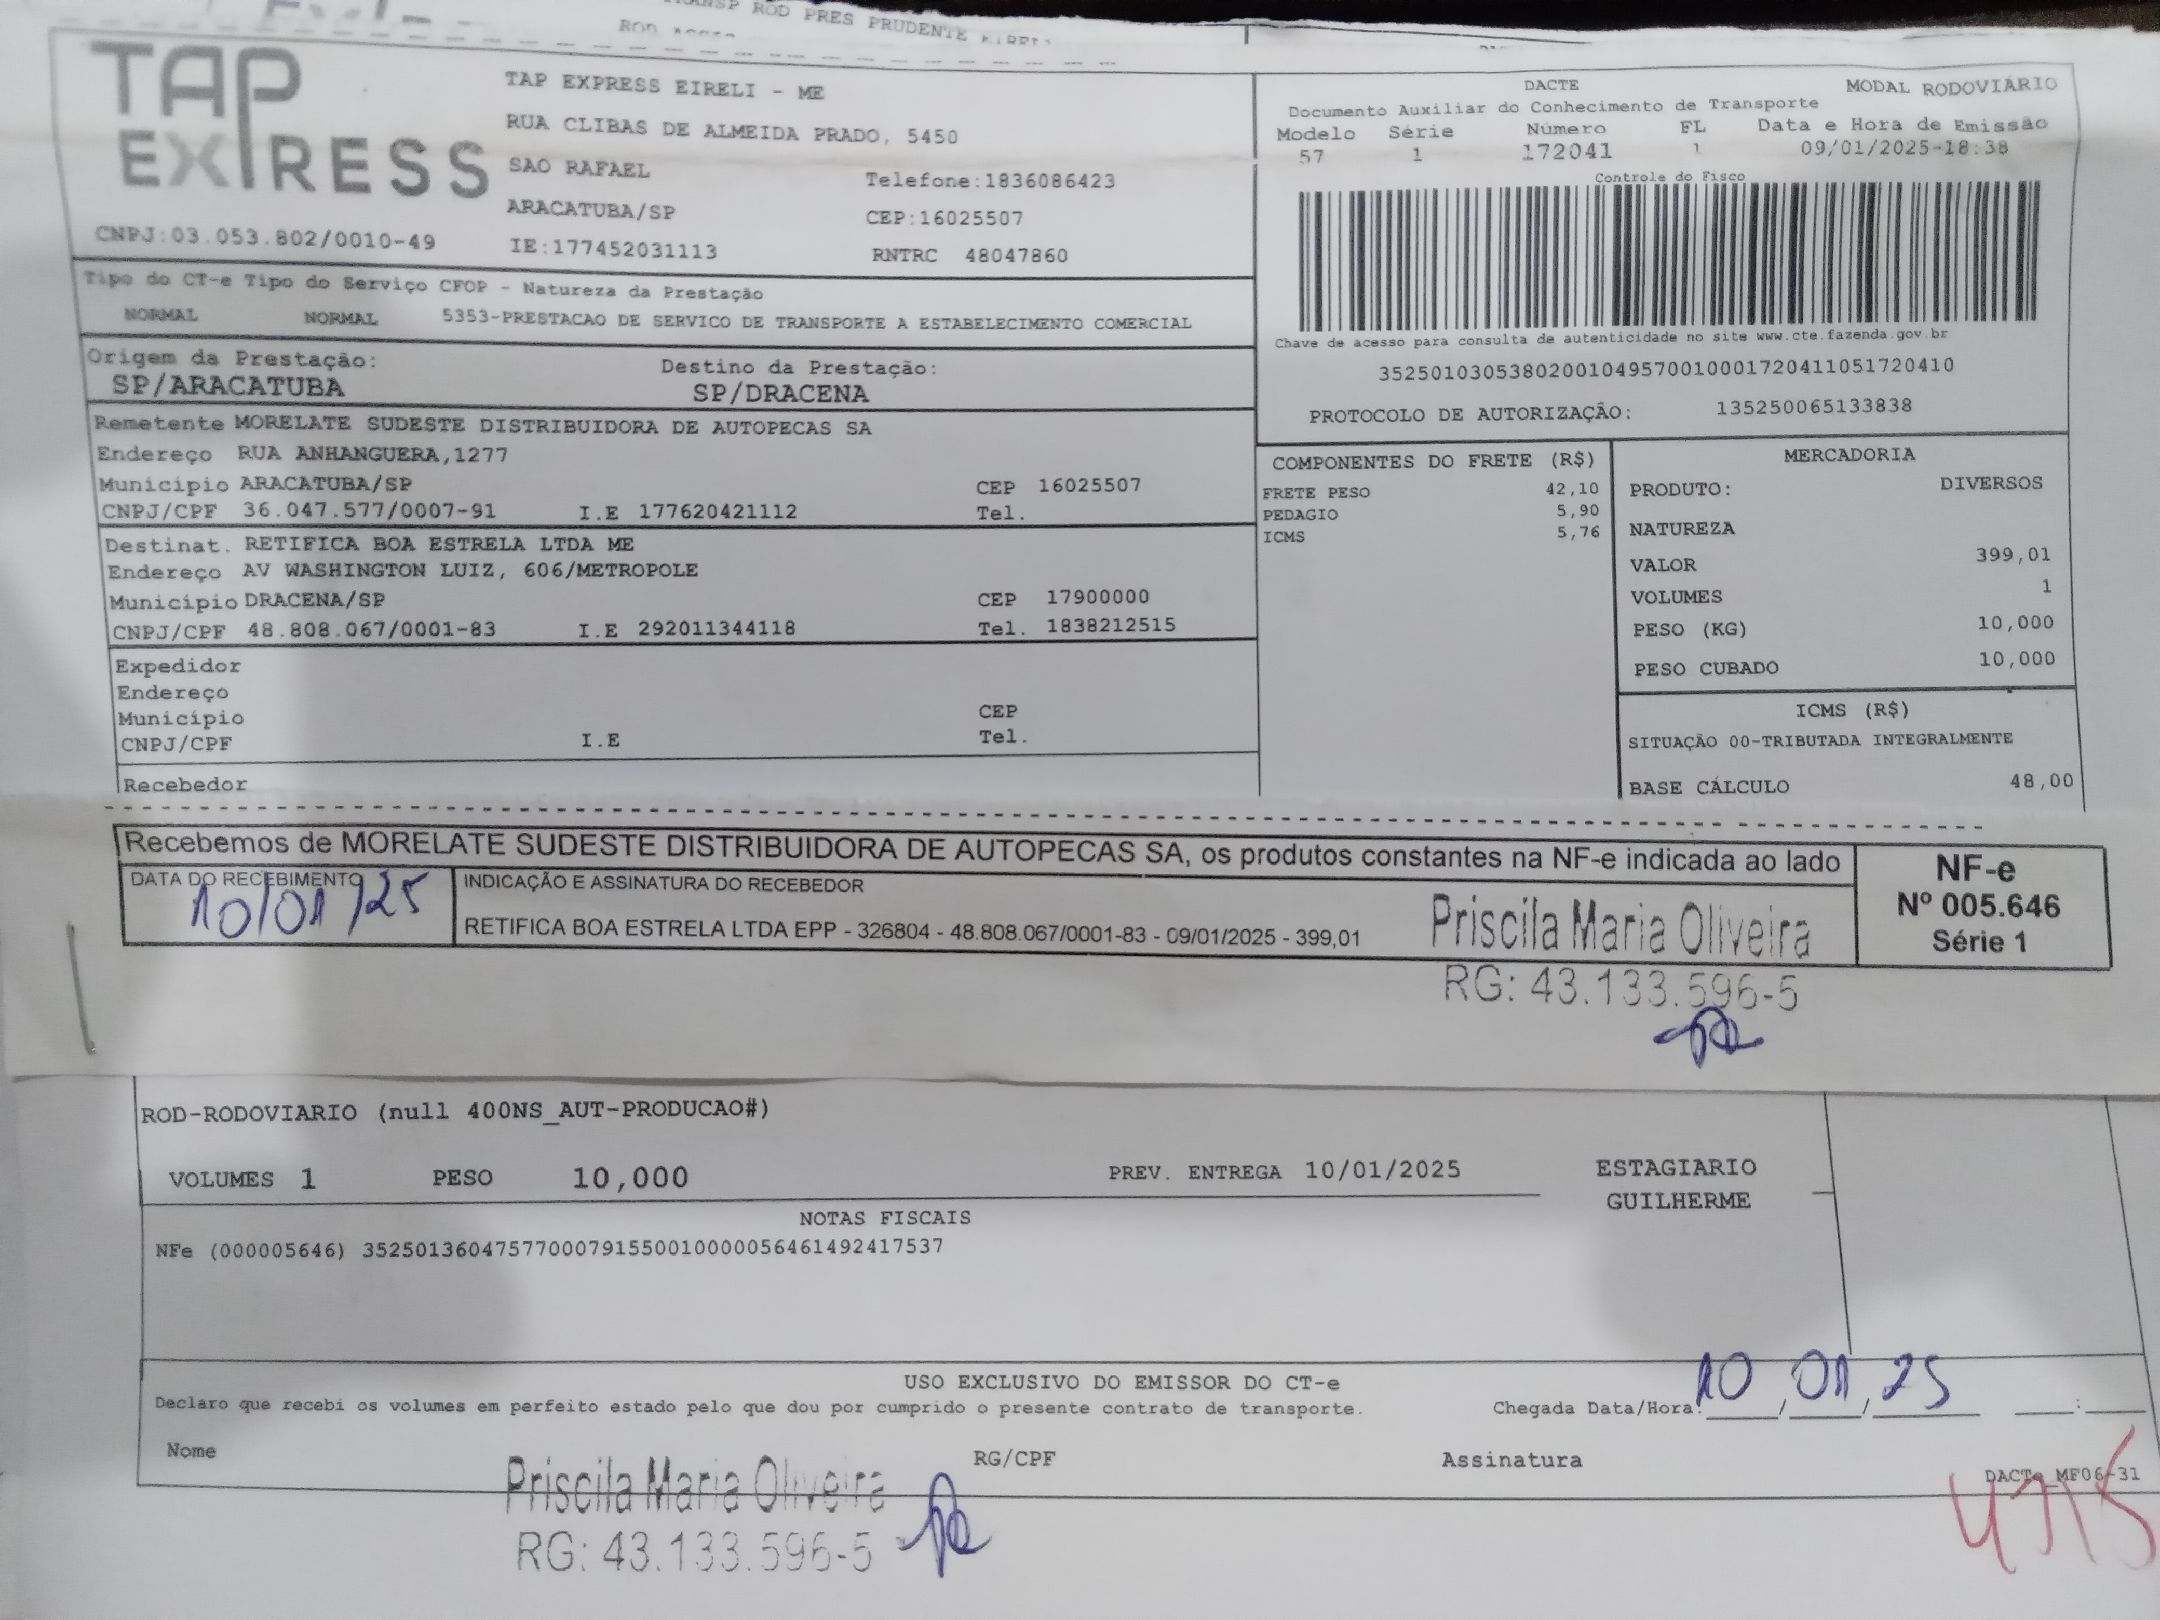 TRANSP ROD PRES PRUDENTE EIRELI
TAP
EXPRESS
TAP EXPRESS EIRELI - ME
RUA CLIBAS DE ALMEIDA PRADO, 5450
SAO RAFAEL
Telefone:1836086423
ARACATUBA/SP
CEP:16025507
CNPJ:03.053.802/0010-49
IE:177452031113
RNTRC 48047860
DACTE MODAL RODOVIÁRIO
Documento Auxiliar do Conhecimento de Transporte
Modelo Série Número FL Data e Hora de Emissão
57 1 172041 1 09/01/2025-18:38
Controle do Fisco
Chave de acesso para consulta de autenticidade no site www.cte.fazenda.gov.br
35250103053802001049570010001720411051720410
PROTOCOLO DE AUTORIZAÇÃO: 135250065133838
Tipo do CT-e Tipo do Serviço CFOP - Natureza da Prestação
NORMAL NORMAL 5353-PRESTACAO DE SERVICO DE TRANSPORTE A ESTABELECIMENTO COMERCIAL
Origem da Prestação: Destino da Prestação:
SP/ARACATUBA SP/DRACENA
Remetente MORELATE SUDESTE DISTRIBUIDORA DE AUTOPECAS SA
Endereço RUA ANHANGUERA,1277
Município ARACATUBA/SP CEP 16025507
CNPJ/CPF 36.047.577/0007-91 I.E 177620421112 Tel.
Destinat. RETIFICA BOA ESTRELA LTDA ME
Endereço AV WASHINGTON LUIZ, 606/METROPOLE
Município DRACENA/SP CEP 17900000
CNPJ/CPF 48.808.067/0001-83 I.E 292011344118 Tel. 1838212515
Expedidor
Endereço
Município CEP
CNPJ/CPF I.E Tel.
Recebedor
COMPONENTES DO FRETE (R$)
FRETE PESO 42,10
PEDAGIO 5,90
ICMS 5,76
MERCADORIA
PRODUTO: DIVERSOS
NATUREZA
VALOR 399,01
VOLUMES 1
PESO (KG) 10,000
PESO CUBADO 10,000
ICMS (R$)
SITUAÇÃO 00-TRIBUTADA INTEGRALMENTE
BASE CÁLCULO 48,00
Recebemos de MORELATE SUDESTE DISTRIBUIDORA DE AUTOPECAS SA, os produtos constantes na NF-e indicada ao lado
DATA DO RECEBIMENTO
10/01/25
INDICAÇÃO E ASSINATURA DO RECEBEDOR
RETIFICA BOA ESTRELA LTDA EPP - 326804 - 48.808.067/0001-83 - 09/01/2025 - 399,01
Priscila Maria Oliveira
RG: 43.133.596-5
NF-e
Nº 005.646
Série 1
ROD-RODOVIARIO (null 400NS_AUT-PRODUCAO#)
VOLUMES 1 PESO 10,000 PREV. ENTREGA 10/01/2025
ESTAGIARIO
GUILHERME
NOTAS FISCAIS
NFe (000005646) 35250136047577000791550010000056461492417537
USO EXCLUSIVO DO EMISSOR DO CT-e
Declaro que recebi os volumes em perfeito estado pelo que dou por cumprido o presente contrato de transporte.
Chegada Data/Hora: 10/01/25 :
Nome RG/CPF Assinatura
DACTe MF06-31
Priscila Maria Oliveira
RG: 43.133.596-5